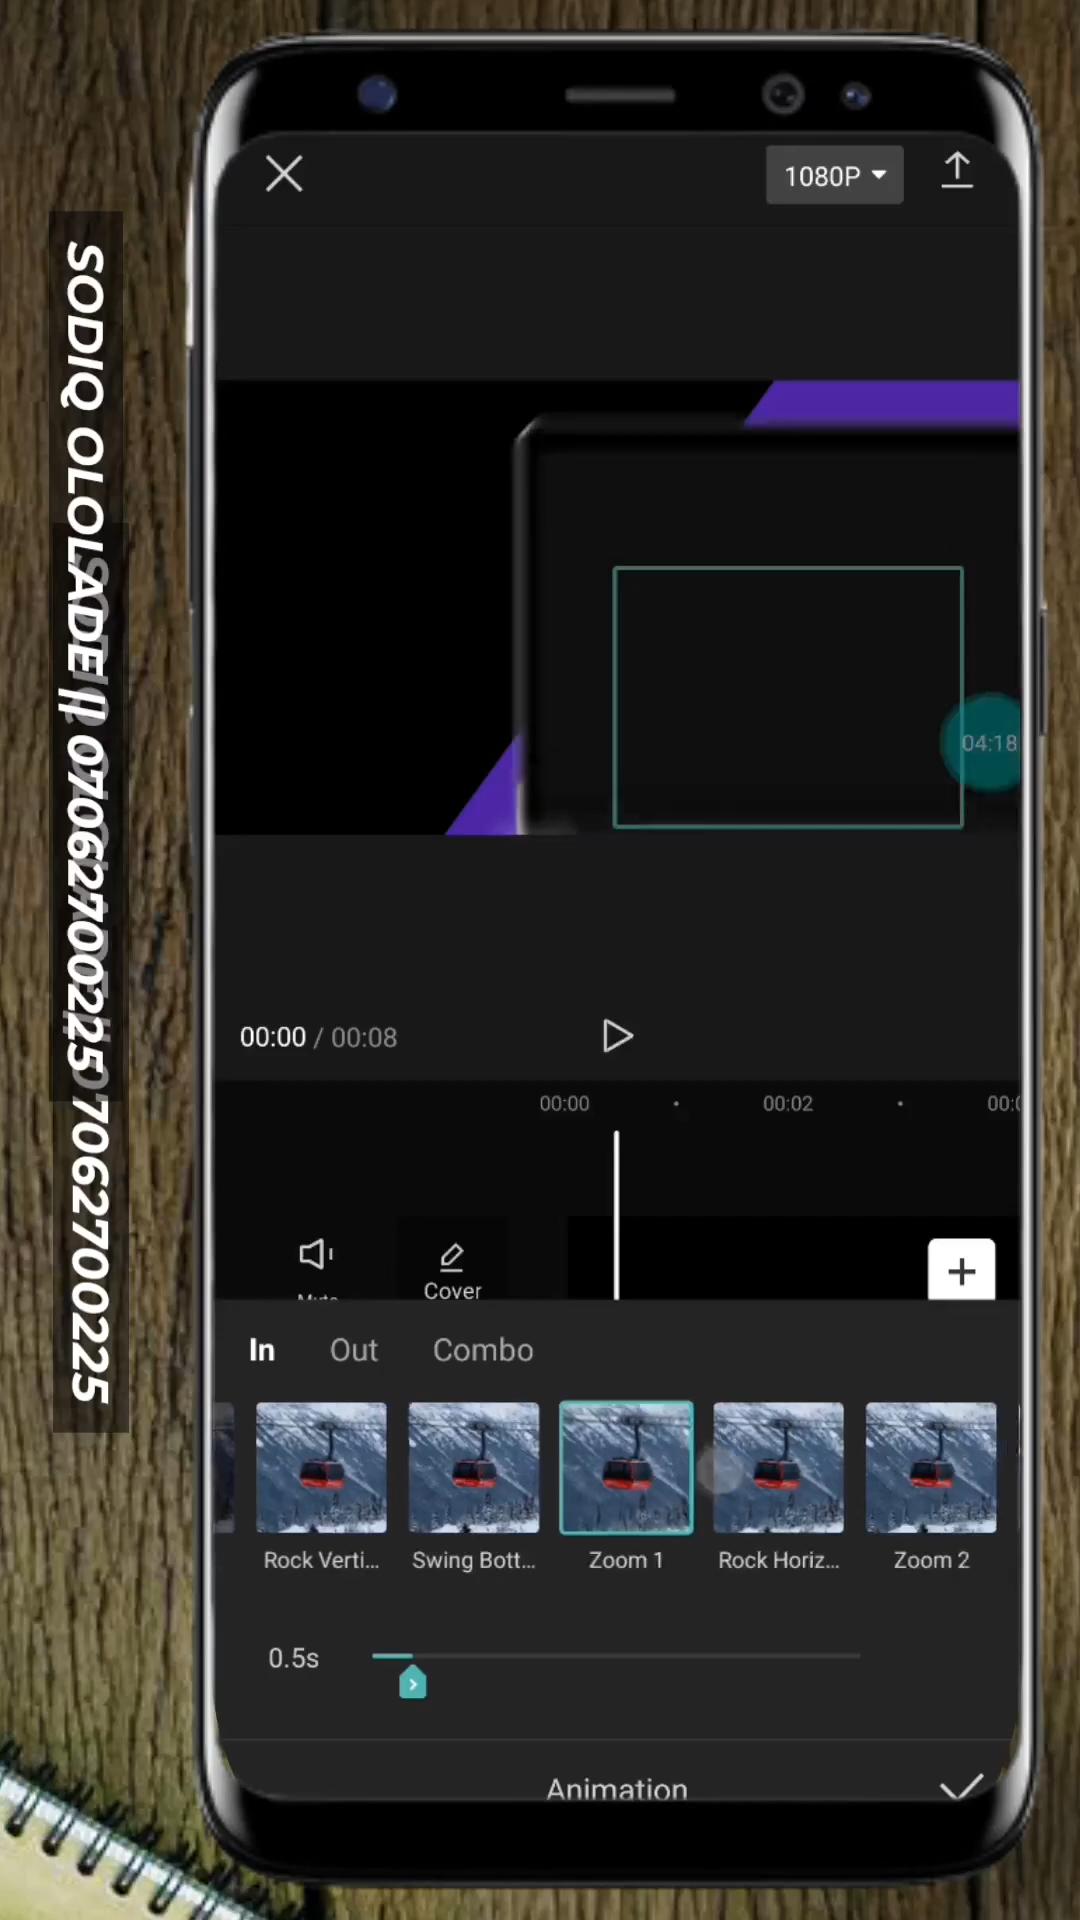 1080P
SODIQ OLOLADE || 07062700225
7062700225
04:18
00:00 / 00:08
00:00
00:02
Cover
In Out Combo
Rock Verti... Swing Bott... Zoom 1 Rock Horiz... Zoom 2
0.5s
Animation